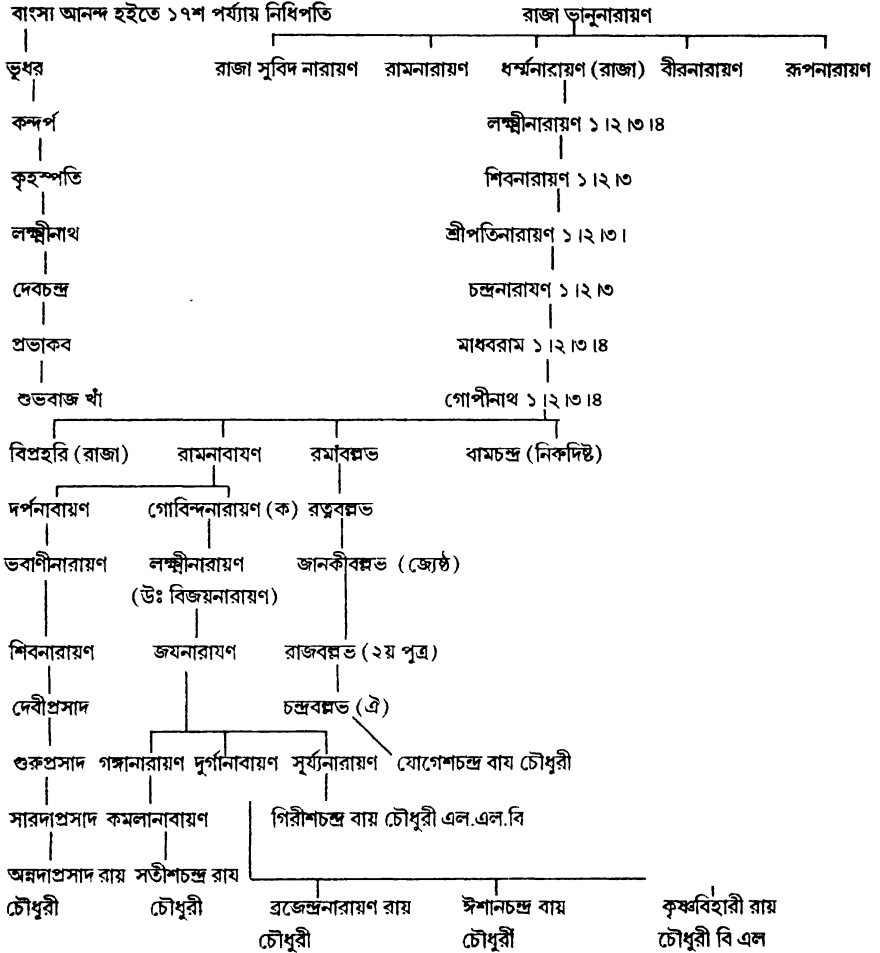 বাংস্য আনন্দ হইতে ১৭শ পর্য্যায় নিধিপতি রাজা ভানুনারায়ণ
ভূধর রাজা সুবিদ নারায়ণ রামনারায়ণ ধর্ম্মনারায়ণ (রাজা) বীরনারায়ণ রূপনারায়ণ
কন্দর্প লক্ষ্মীনারায়ণ ১।২।৩।৪
কৃহস্পতি শিবনারায়ণ ১।২।৩
লক্ষ্মীনাথ শ্রীপতিনারায়ণ ১।২।৩।
দেবচন্দ্র চন্দ্রনারাযণ ১।২।৩
প্রভাকব মাধবরাম ১।২।৩।৪
শুভবাজ খাঁ গোপীনাথ ১।২।৩।৪
বিপ্রহরি (রাজা) রামনাবাযণ রমাবল্লভ বামচন্দ্র (নিকদিষ্ট)
দর্পনাবায়ণ গোবিন্দনারায়ণ (ক) রত্নবল্লভ
ভবাণীনারায়ণ লক্ষ্মীনারায়ণ জানকীবল্লভ (জ্যেষ্ঠ)
(উঃ বিজয়নারায়ণ)
শিবনারায়ণ জযনারাযণ রাজবল্লভ (২য় পুত্র)
দেবীপ্রসাদ চন্দ্রবল্লভ (ঐ)
গুরুপ্রসাদ গঙ্গানারায়ণ দুর্গানাবায়ণ সূর্য্যনারায়ণ যোগেশচন্দ্র বায চৌধুরী
সারদাপ্রসাদ কমলানাবায়ণ গিরীশচন্দ্র বায় চৌধুরী এল.এল.বি
অন্নদাপ্রসাদ রায় সতীশচন্দ্র রায
চৌধুরী চৌধুরী ব্রজেন্দ্রনারায়ণ রায় ঈশানচন্দ্র বায় কৃষ্ণবিহারী রায়
চৌধুরী চৌধুর্রী চৌধুরী বি এল